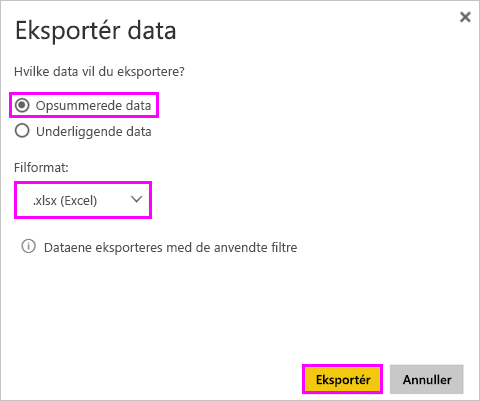 Eksportér data
Hvilke data vil du eksportere?
Opsummerede data
Underliggende data
Filformat:
.xlsx (Excel)
Dataene eksporteres med de anvendte filtre
Eksportér
Annuller